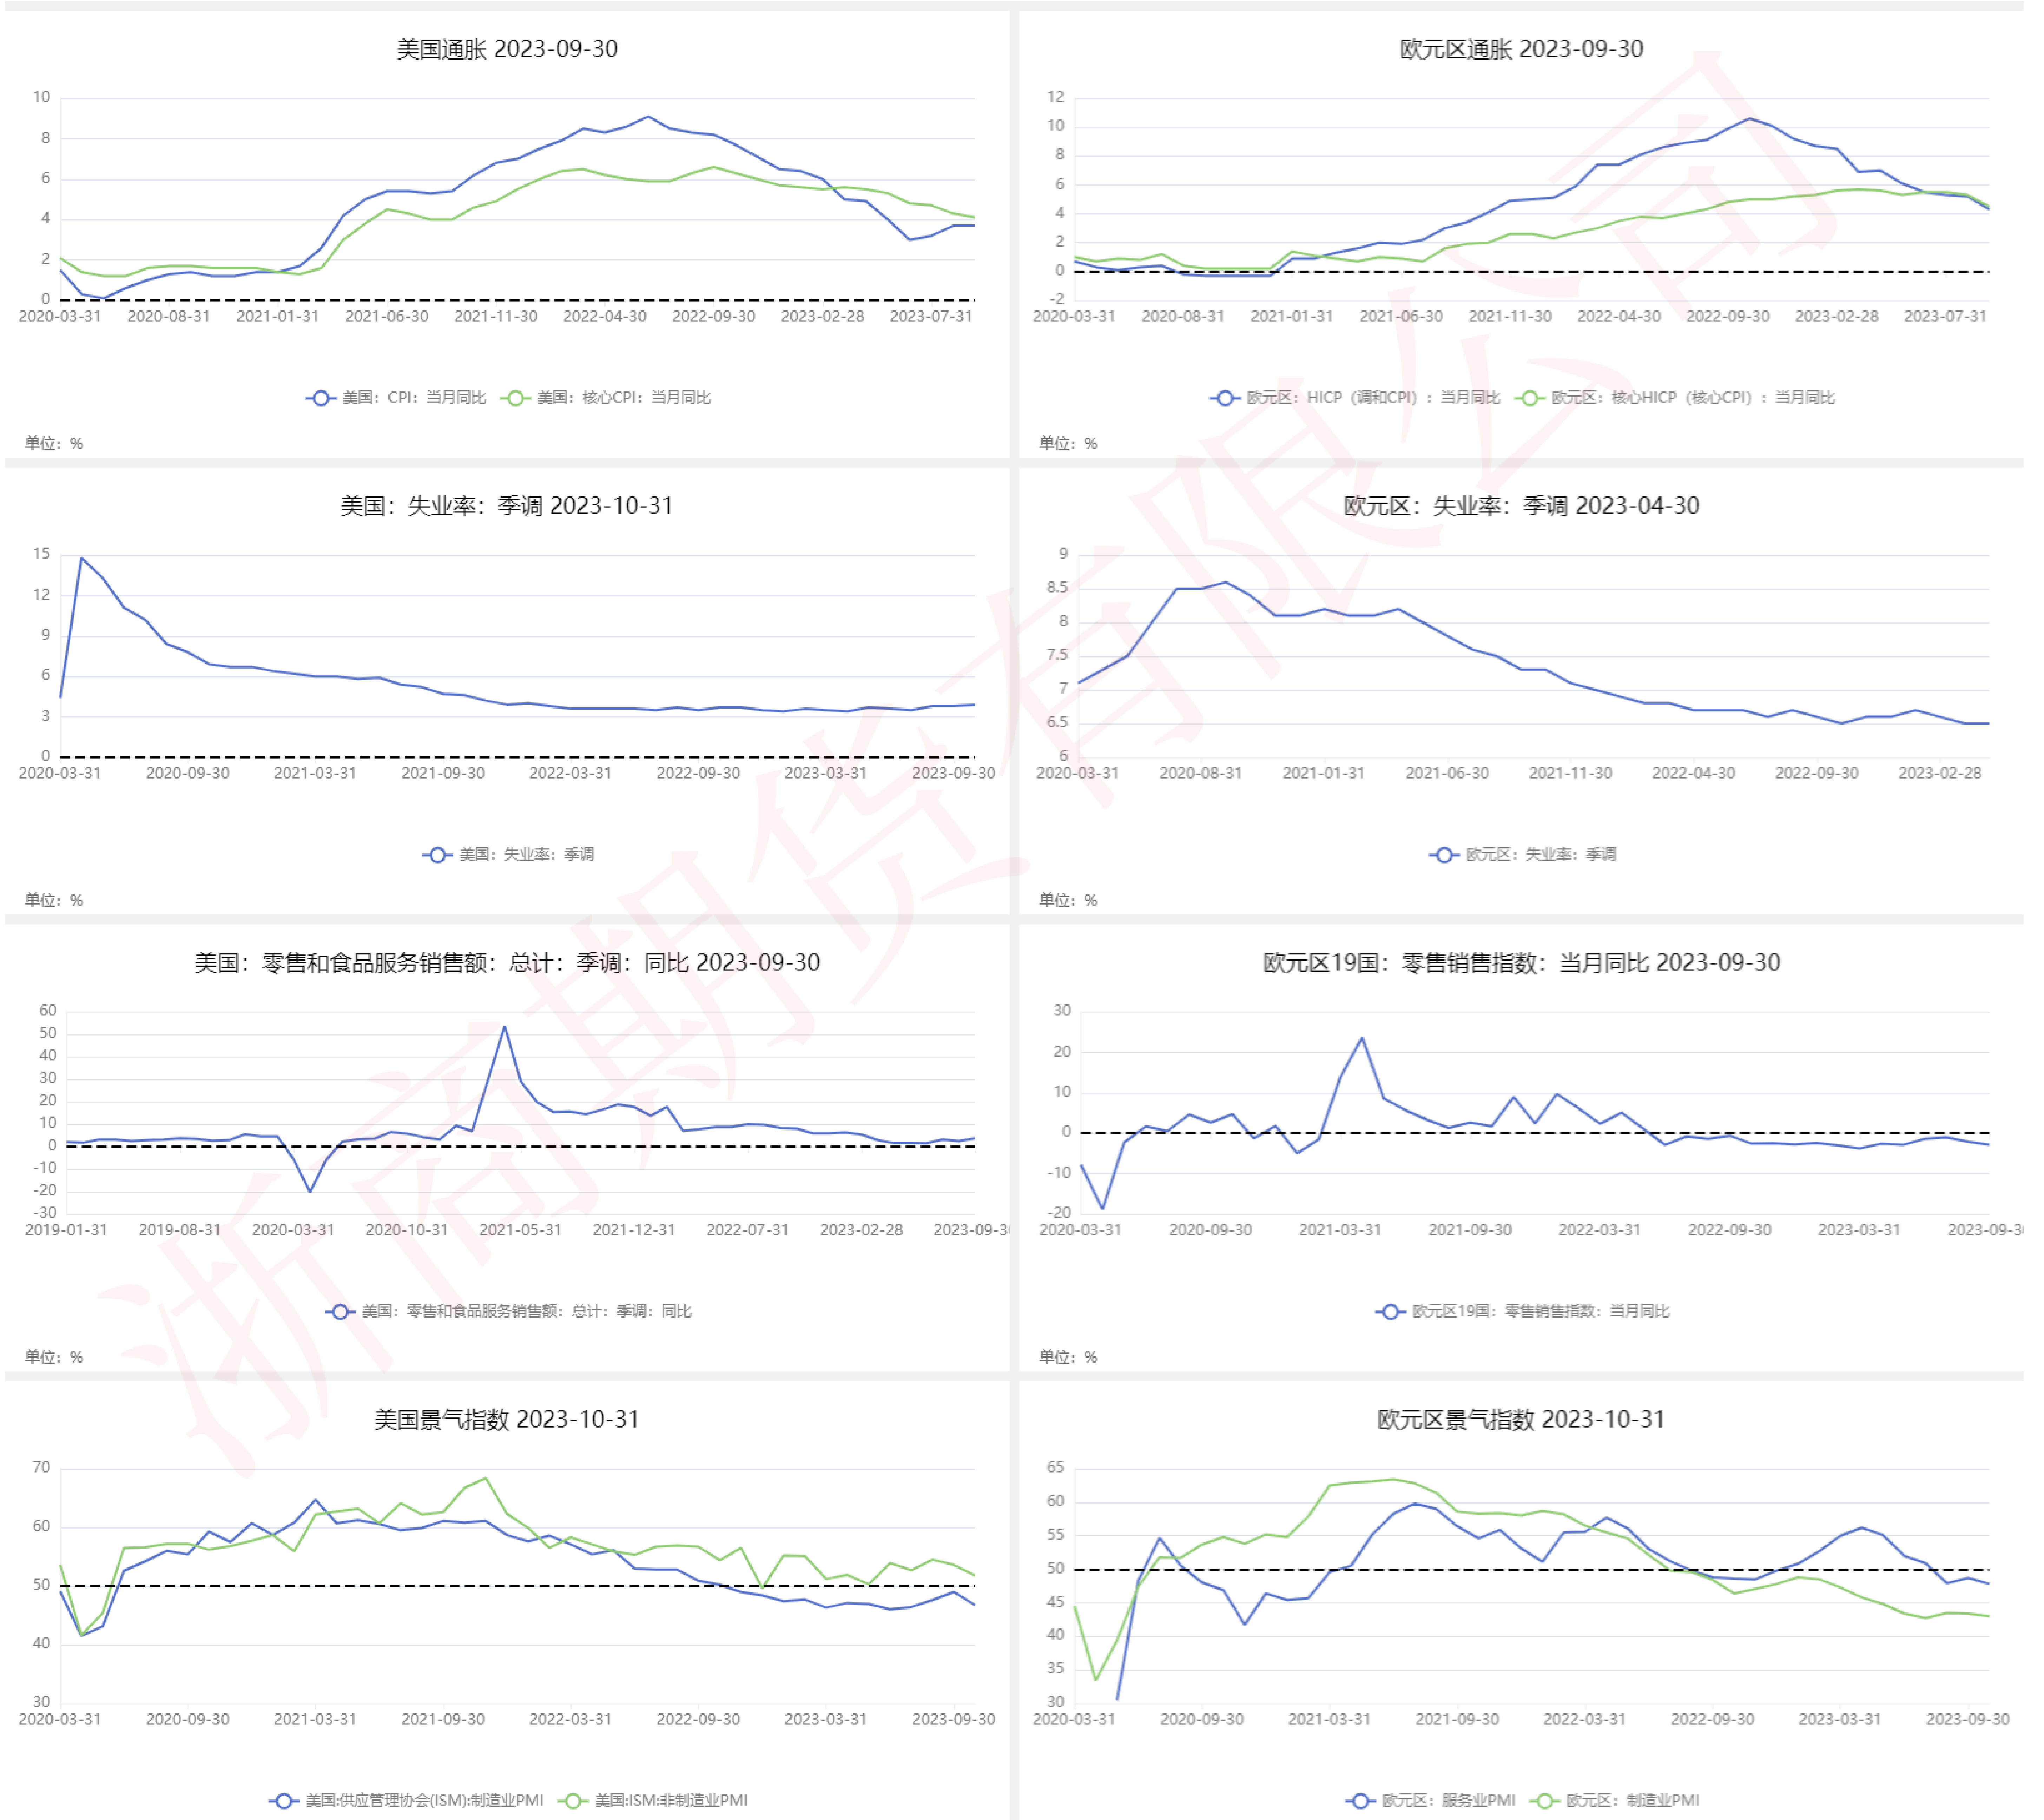 美国通胀 2023-09-30
10
8
6
4
2
0
2020-03-31 2020-08-31 2021-01-31 2021-06-30 2021-11-30 2022-04-30 2022-09-30 2023-02-28 2023-07-31
美国：CPI：当月同比 美国：核心CPI：当月同比
单位：%
欧元区通胀 2023-09-30
12
10
8
6
4
2
0
-2
2020-03-31 2020-08-31 2021-01-31 2021-06-30 2021-11-30 2022-04-30 2022-09-30 2023-02-28 2023-07-31
欧元区：HICP（调和CPI）：当月同比 欧元区：核心HICP（核心CPI）：当月同比
单位：%
美国：失业率：季调 2023-10-31
15
12
9
6
3
0
2020-03-31 2020-09-30 2021-03-31 2021-09-30 2022-03-31 2022-09-30 2023-03-31 2023-09-30
美国：失业率：季调
单位：%
欧元区：失业率：季调 2023-04-30
9
8.5
8
7.5
7
6.5
6
2020-03-31 2020-08-31 2021-01-31 2021-06-30 2021-11-30 2022-04-30 2022-09-30 2023-02-28
欧元区：失业率：季调
单位：%
美国：零售和食品服务销售额：总计：季调：同比 2023-09-30
60
50
40
30
20
10
0
-10
-20
-30
2019-01-31 2019-08-31 2020-03-31 2020-10-31 2021-05-31 2021-12-31 2022-07-31 2023-02-28 2023-09-30
美国：零售和食品服务销售额：总计：季调：同比
单位：%
欧元区19国：零售销售指数：当月同比 2023-09-30
30
20
10
0
-10
-20
2020-03-31 2020-09-30 2021-03-31 2021-09-30 2022-03-31 2022-09-30 2023-03-31 2023-09-3
欧元区19国：零售销售指数：当月同比
单位：%
美国景气指数 2023-10-31
70
60
50
40
30
2020-03-31 2020-09-30 2021-03-31 2021-09-30 2022-03-31 2022-09-30 2023-03-31 2023-09-30
美国:供应管理协会(ISM):制造业PMI 美国:ISM:非制造业PMI
欧元区景气指数 2023-10-31
65
60
55
50
45
40
35
30
2020-03-31 2020-09-30 2021-03-31 2021-09-30 2022-03-31 2022-09-30 2023-03-31 2023-09-30
欧元区：服务业PMI 欧元区：制造业PMI
浙商期货有限公司